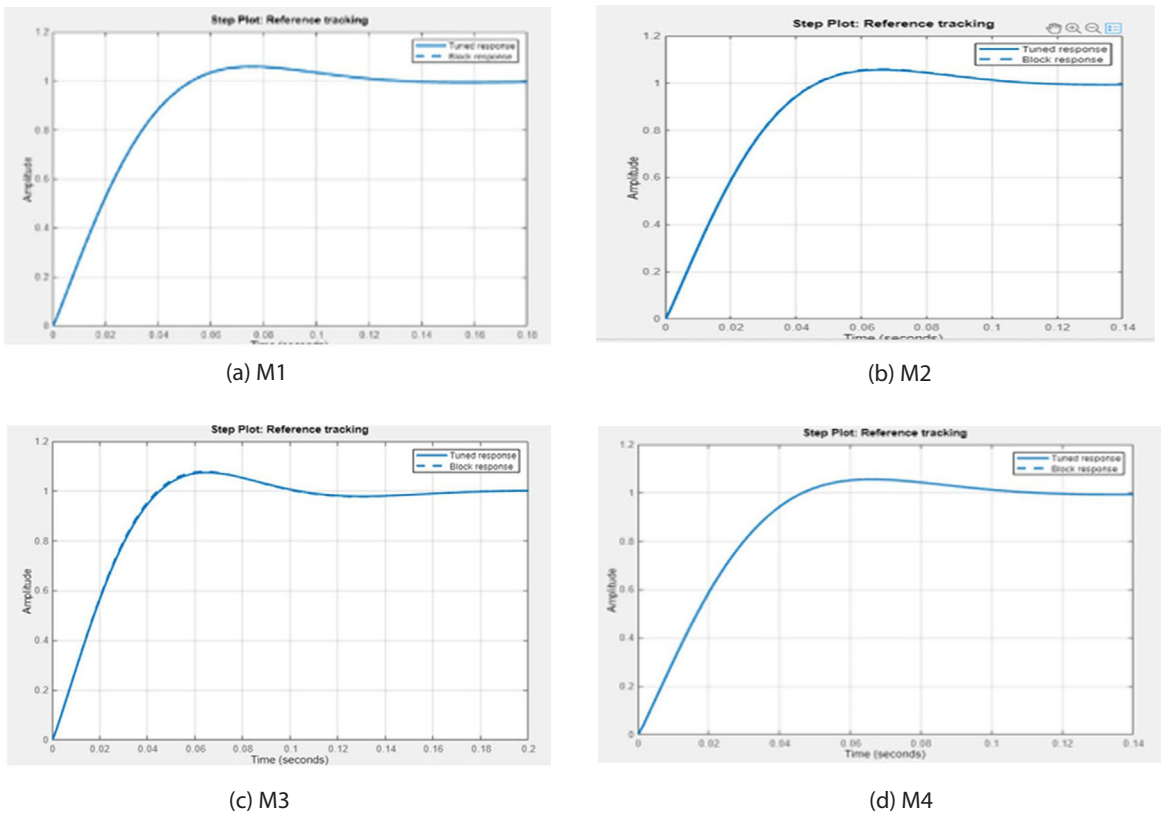 Step Plot: Reference tracking
Tuned response
Block response
1.2
1
0.8
0.6
0.4
0.2
0
Amplitude
0 0.02 0.04 0.06 0.08 0.1 0.12 0.14 0.16 0.18
Time (seconds)
(a) M1
Step Plot: Reference tracking
Tuned response
Block response
1.2
1
0.8
0.6
0.4
0.2
0
Amplitude
0 0.02 0.04 0.06 0.08 0.1 0.12 0.14
Time (seconds)
(b) M2
Step Plot: Reference tracking
Tuned response
Block response
1.2
1
0.8
0.6
0.4
0.2
0
Amplitude
0 0.02 0.04 0.06 0.08 0.1 0.12 0.14 0.16 0.18 0.2
Time (seconds)
(c) M3
Step Plot: Reference tracking
Tuned response
Block response
1.2
1
0.8
0.6
0.4
0.2
0
Amplitude
0 0.02 0.04 0.06 0.08 0.1 0.12 0.14
Time (seconds)
(d) M4